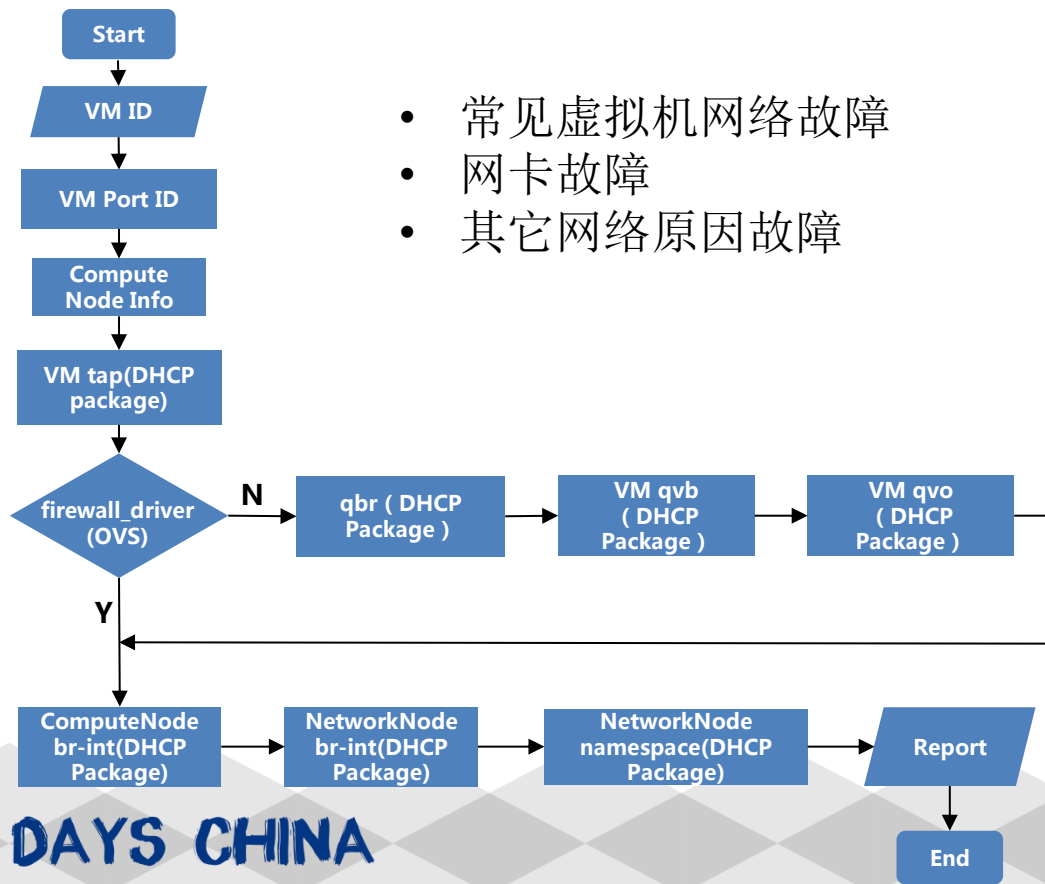 Start
VM ID
VM Port ID
Compute
Node Info
VM tap(DHCP
package)
firewall_driver
(OVS)
N
Y
qbr ( DHCP
Package )
VM qvb
( DHCP
Package )
VM qvo
( DHCP
Package )
ComputeNode
br-int(DHCP
Package)
NetworkNode
br-int(DHCP
Package)
NetworkNode
namespace(DHCP
Package)
Report
End
• 常见虚拟机网络故障
• 网卡故障
• 其它网络原因故障
DAYS CHINA